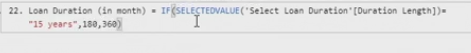 22. Loan Duration (in month) = IF(SELECTEDVALUE('Select Loan Duration'[Duration Length])=
"15 years",180,360)